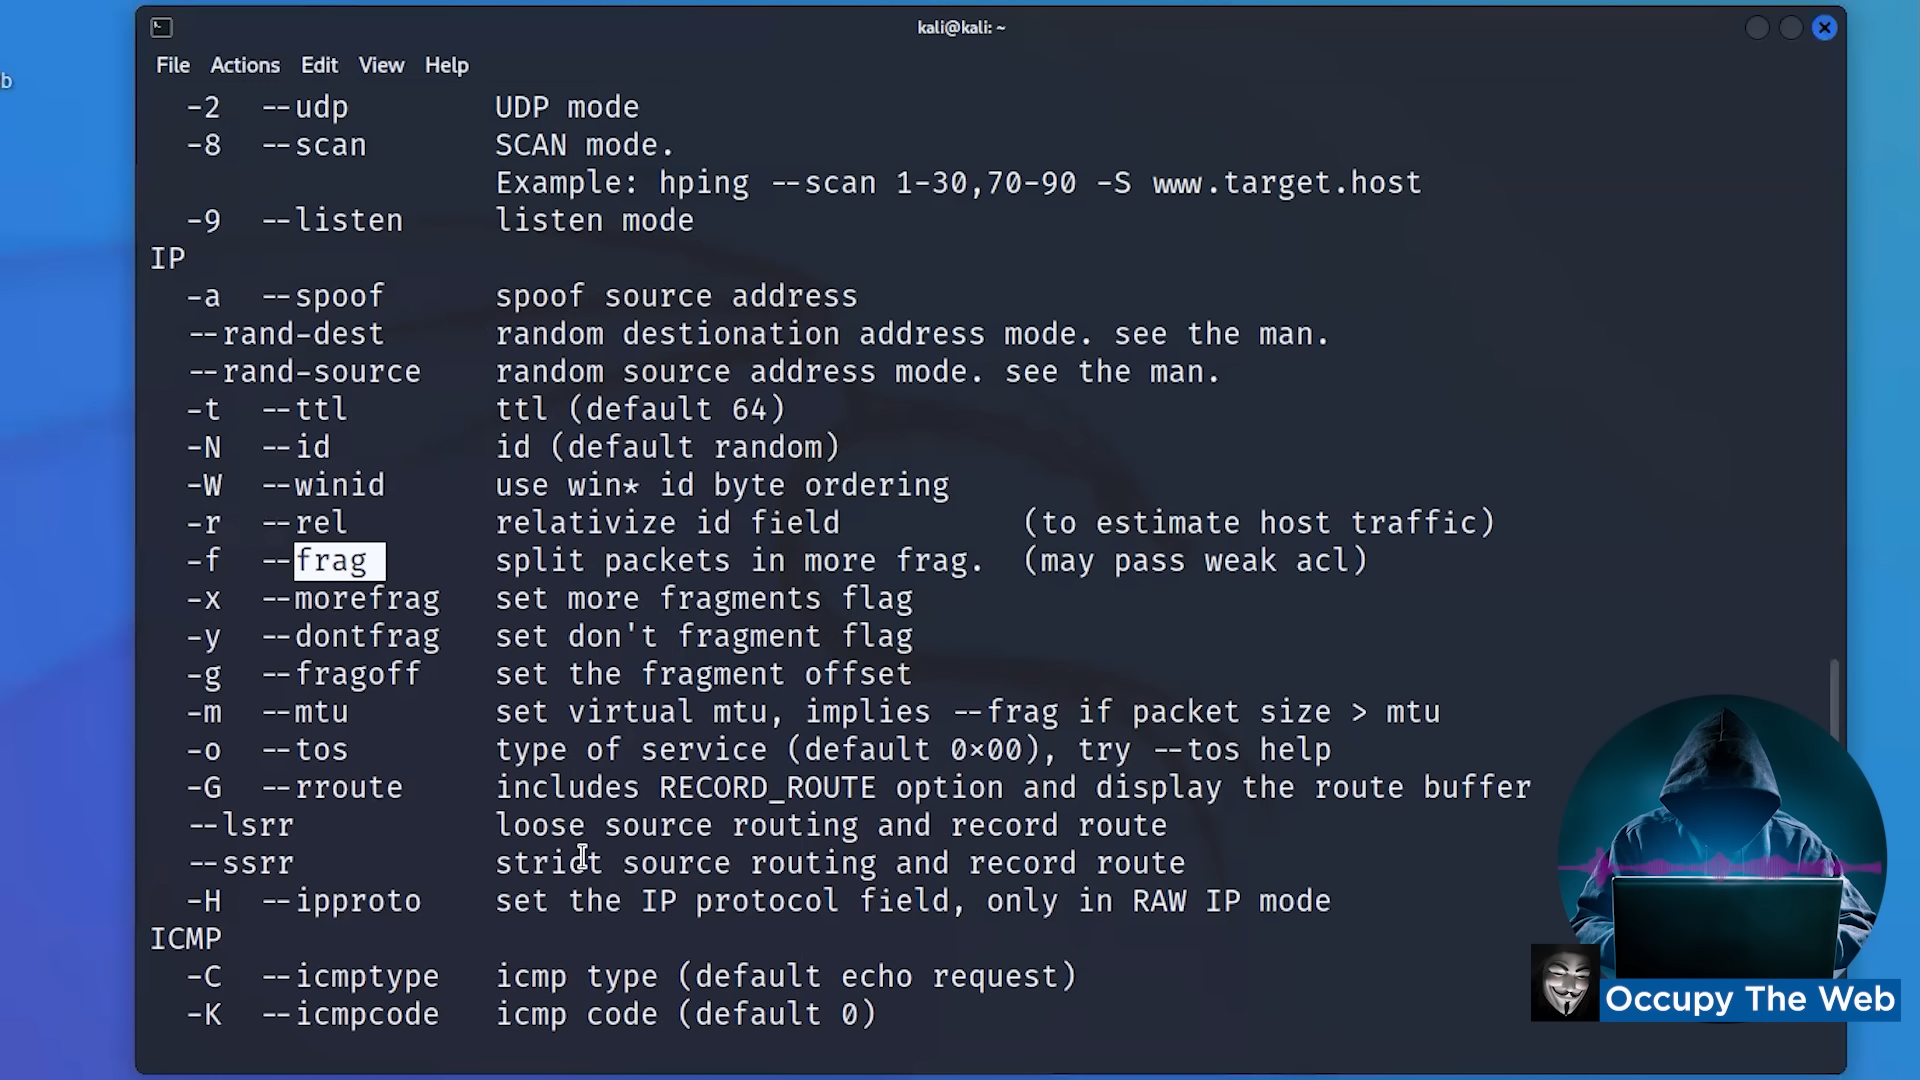 kali@kali: ~
File Actions Edit View Help
b
-2 --udp UDP mode
-8 --scan SCAN mode.
Example: hping --scan 1-30,70-90 -S www.target.host
-9 --listen listen mode
IP
-a --spoof spoof source address
--rand-dest random destionation address mode. see the man.
--rand-source random source address mode. see the man.
-t --ttl ttl (default 64)
-N --id id (default random)
-W --winid use win* id byte ordering
-r --rel relativize id field (to estimate host traffic)
-f --frag split packets in more frag. (may pass weak acl)
-x --morefrag set more fragments flag
-y --dontfrag set don't fragment flag
-g --fragoff set the fragment offset
-m --mtu set virtual mtu, implies --frag if packet size > mtu
-o --tos type of service (default 0×00), try --tos help
-G --rroute includes RECORD_ROUTE option and display the route buffer
--lsrr loose source routing and record route
--ssrr strict source routing and record route
-H --ipproto set the IP protocol field, only in RAW IP mode
ICMP
-C --icmptype icmp type (default echo request)
-K --icmpcode icmp code (default 0)
Occupy The Web